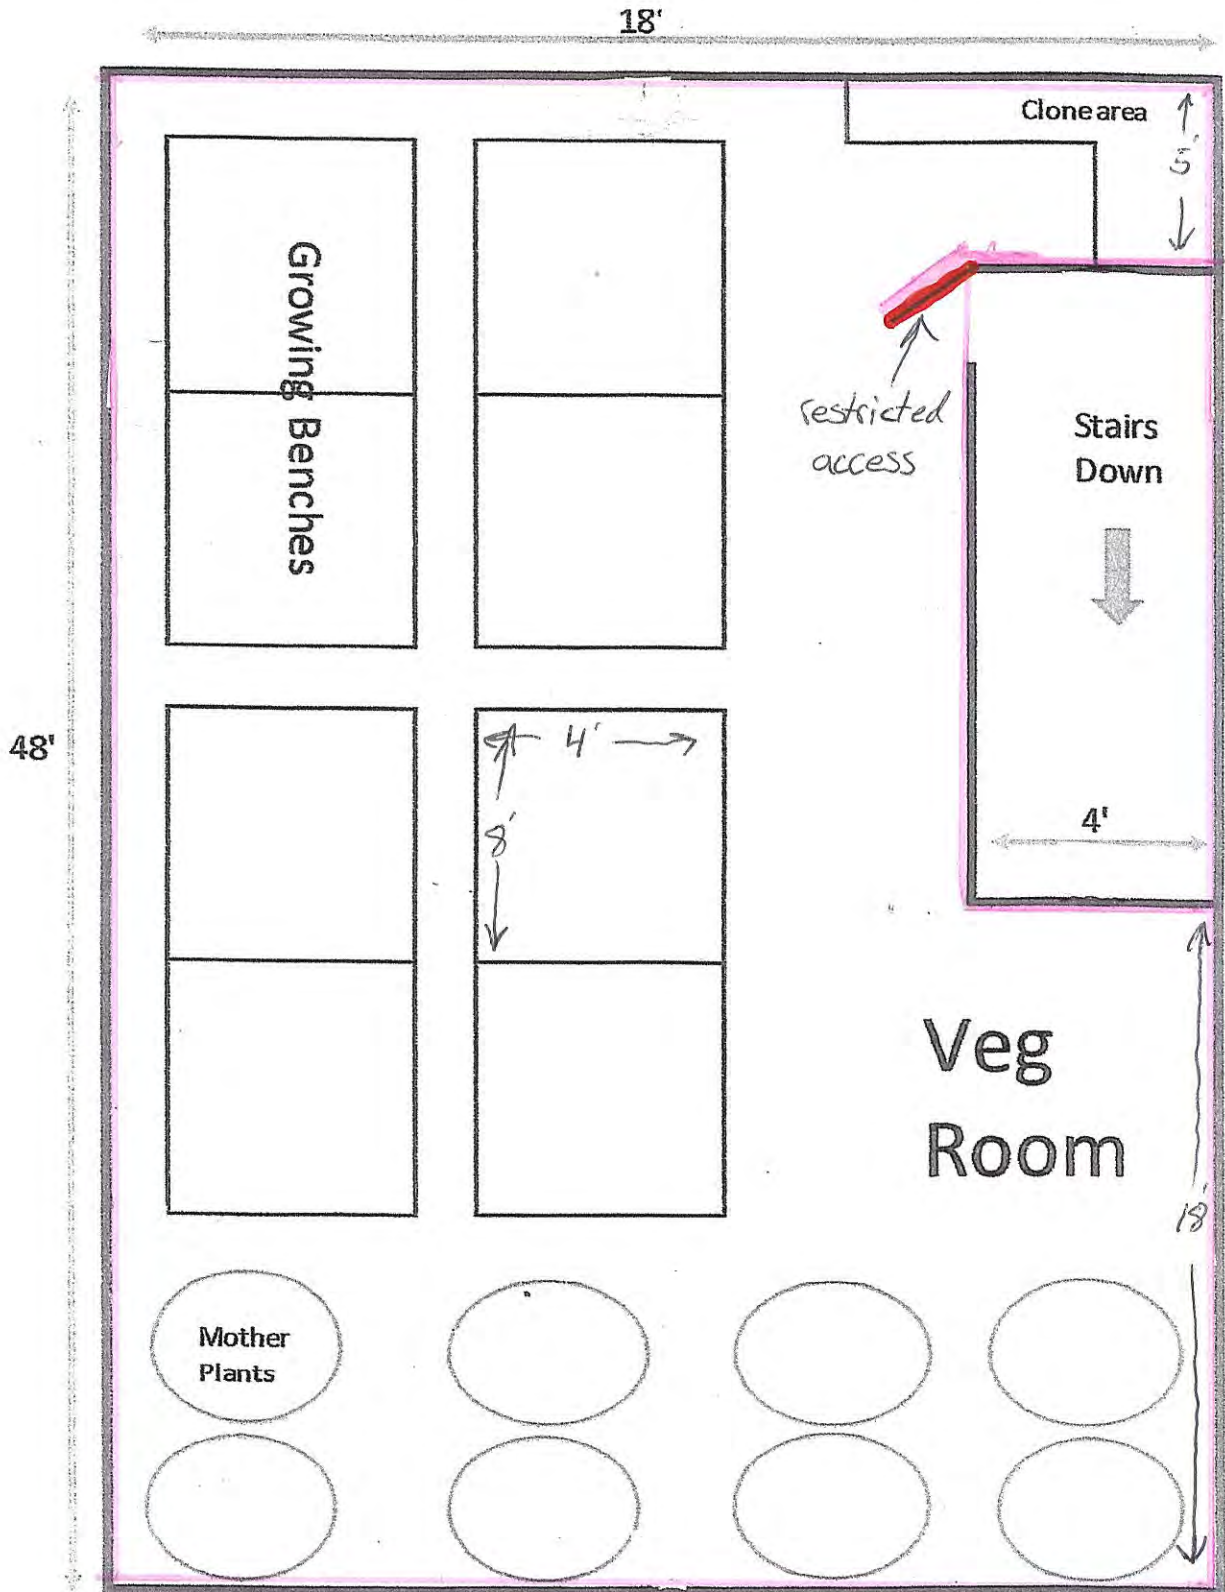 18'
Clone area
5'
Growing Benches
restricted
access
Stairs
Down
48'
4'
8'
4'
Veg
Room
18'
Mother
Plants